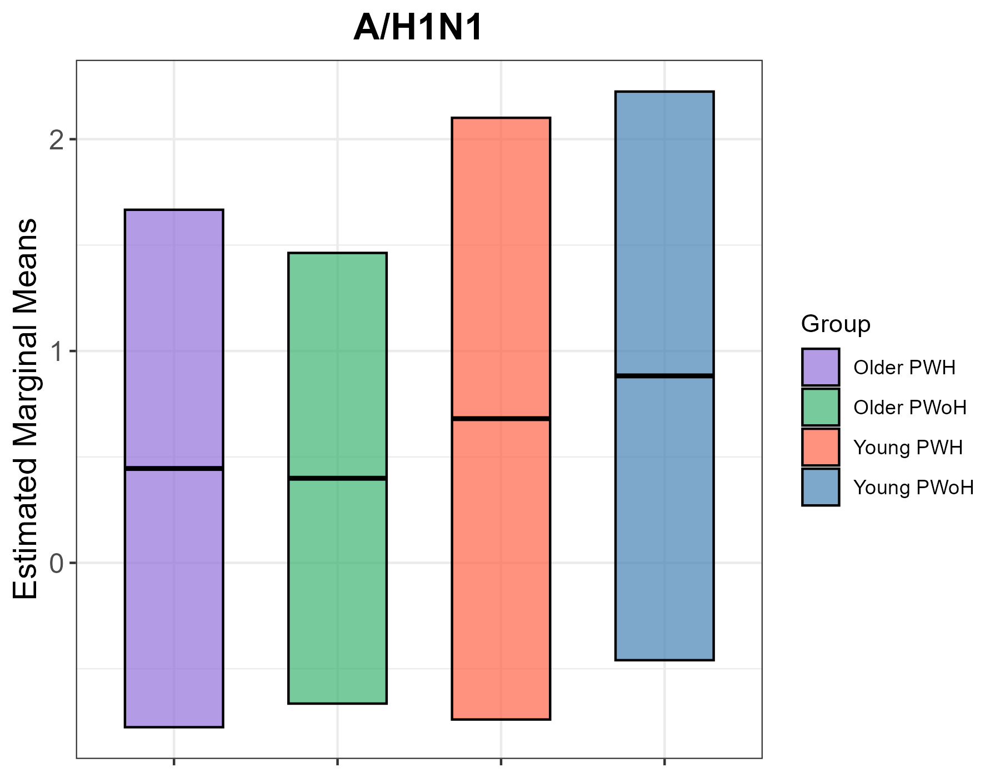 A/H1N1
Estimated Marginal Means
2
1
0
Group
Older PWH
Older PWoH
Young PWH
Young PWoH